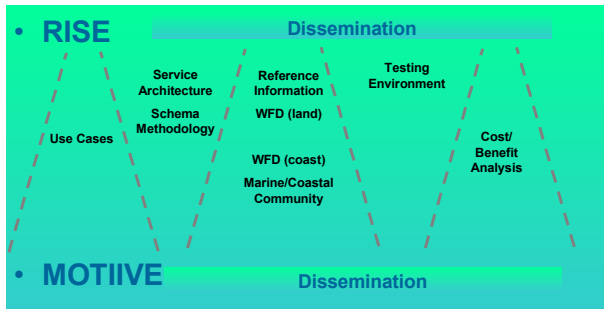 • RISE
Dissemination
Service
Architecture
Schema
Methodology
Use Cases
Reference
Information
WFD (land)
WFD (coast)
Marine/Coastal
Community
Testing
Environment
Cost/
Benefit
Analysis
• MOTIIVE
Dissemination